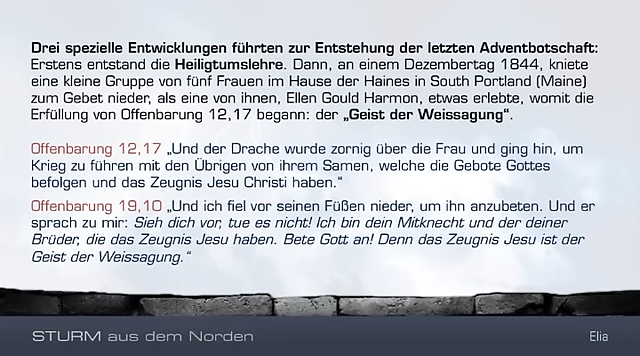 Drei spezielle Entwicklungen führten zur Entstehung der letzten Adventbotschaft:
Erstens entstand die Heiligtumslehre. Dann, an einem Dezembertag 1844, kniete
eine kleine Gruppe von fünf Frauen im Hause der Haines in South Portland (Maine)
zum Gebet nieder, als eine von ihnen, Ellen Gould Harmon, etwas erlebte, womit die
Erfüllung von Offenbarung 12,17 begann: der „Geist der Weissagung“.
Offenbarung 12,17 „Und der Drache wurde zornig über die Frau und ging hin, um
Krieg zu führen mit den Übrigen von ihrem Samen, welche die Gebote Gottes
befolgen und das Zeugnis Jesu Christi haben.“
Offenbarung 19,10 „Und ich fiel vor seinen Füßen nieder, um ihn anzubeten. Und er
sprach zu mir: Sieh dich vor, tue es nicht! Ich bin dein Mitknecht und der deiner
Brüder, die das Zeugnis Jesu haben. Bete Gott an! Denn das Zeugnis Jesu ist der
Geist der Weissagung.“
STURM aus dem Norden
Elia